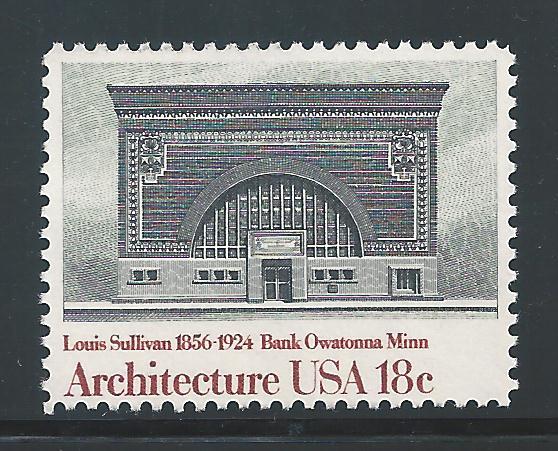 Louis Sullivan 1856-1924 Bank Owatonna Minn
Architecture USA 18c